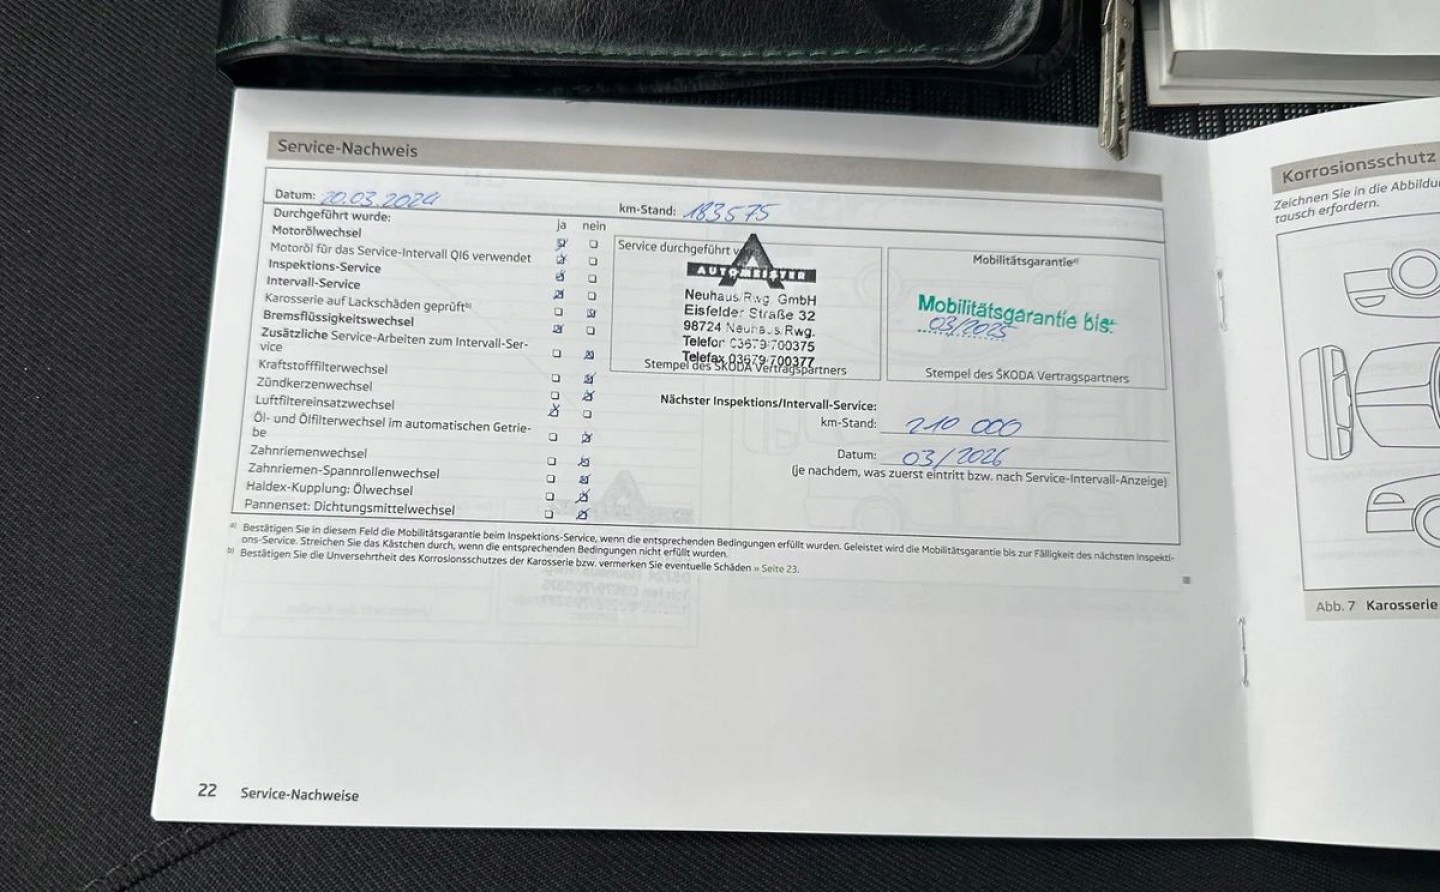 Service-Nachweis
Datum: 20.03.2024
km-Stand: 183575
Durchgeführt wurde:
ja nein
Motorölwechsel
Motoröl für das Service-Intervall QI6 verwendet
Inspektions-Service
Intervall-Service
Karosserie auf Lackschäden geprüft b)
Bremsflüssigkeitswechsel
Zusätzliche Service-Arbeiten zum Intervall-Ser-
vice
Kraftstofffilterwechsel
Zündkerzenwechsel
Luftfiltereinsatzwechsel
Öl- und Ölfilterwechsel im automatischen Getrie-
be
Zahnriemenwechsel
Zahnriemen-Spannrollenwechsel
Haldex-Kupplung: Ölwechsel
Pannenset: Dichtungsmittelwechsel
Service durchgeführt
AUTOMEISTER
Neuhaus/Rwg. GmbH
Eisfelder Straße 32
98724 Neuhaus/Rwg.
Telefon 03679/700375
Telefax 03679/700377
Stempel des ŠKODA Vertragspartners
Mobilitätsgarantie a)
Mobilitätsgarantie bis:
03/2025
Stempel des ŠKODA Vertragspartners
Nächster Inspektions/Intervall-Service:
km-Stand: 210 000
Datum: 03/2026
(je nachdem, was zuerst eintritt bzw. nach Service-Intervall-Anzeige)
a) Bestätigen Sie in diesem Feld die Mobilitätsgarantie beim Inspektions-Service, wenn die entsprechenden Bedingungen erfüllt wurden. Geleistet wird die Mobilitätsgarantie bis zur Fälligkeit des nächsten Inspekti-
ons-Service. Streichen Sie das Kästchen durch, wenn die entsprechenden Bedingungen nicht erfüllt wurden.
b) Bestätigen Sie die Unversehrtheit des Korrosionsschutzes der Karosserie bzw. vermerken Sie eventuelle Schäden » Seite 23.
22 Service-Nachweise
Korrosionsschutz
Zeichnen Sie in die Abbildu
tausch erfordern.
Abb. 7 Karosserie